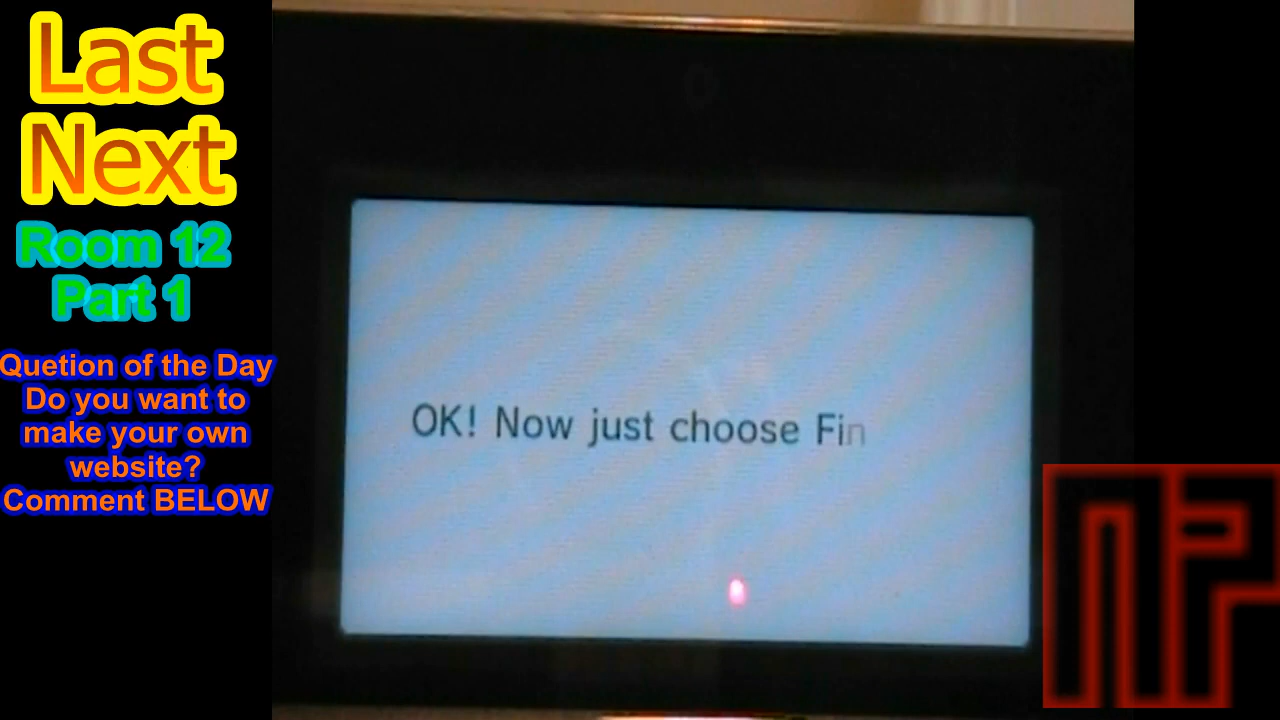 Last
Next
Room 12
Part 1
Quetion of the Day
Do you want to
make your own
website?
Comment BELOW
OK! Now just choose Fin
NP